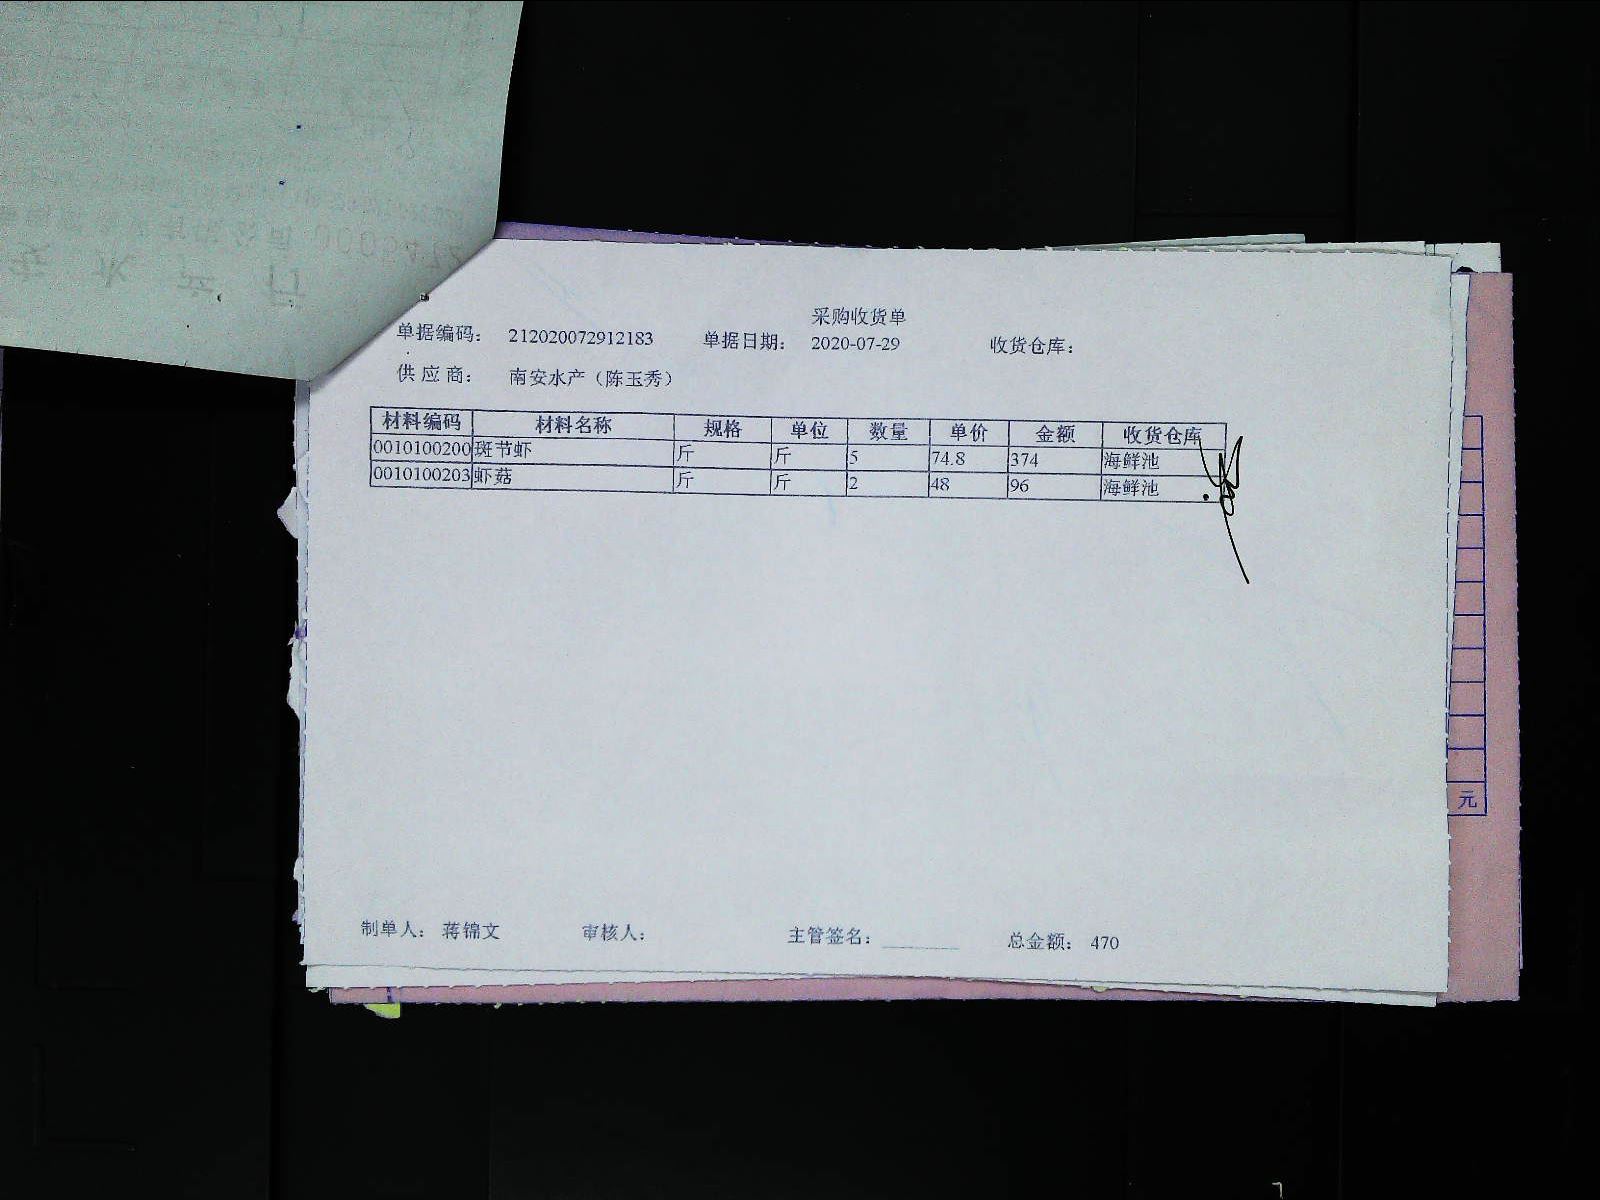 采购收货单
单据编码： 212020072912183 单据日期： 2020-07-29 收货仓库：
供应商： 南安水产（陈玉秀）
材料编码 材料名称 规格 单位 数量 单价 金额 收货仓库
0010100200 斑节虾 斤 斤 5 74.8 374 海鲜池
0010100203 虾菇 斤 斤 2 48 96 海鲜池
元
制单人： 蒋锦文 审核人： 主管签名： 总金额： 470